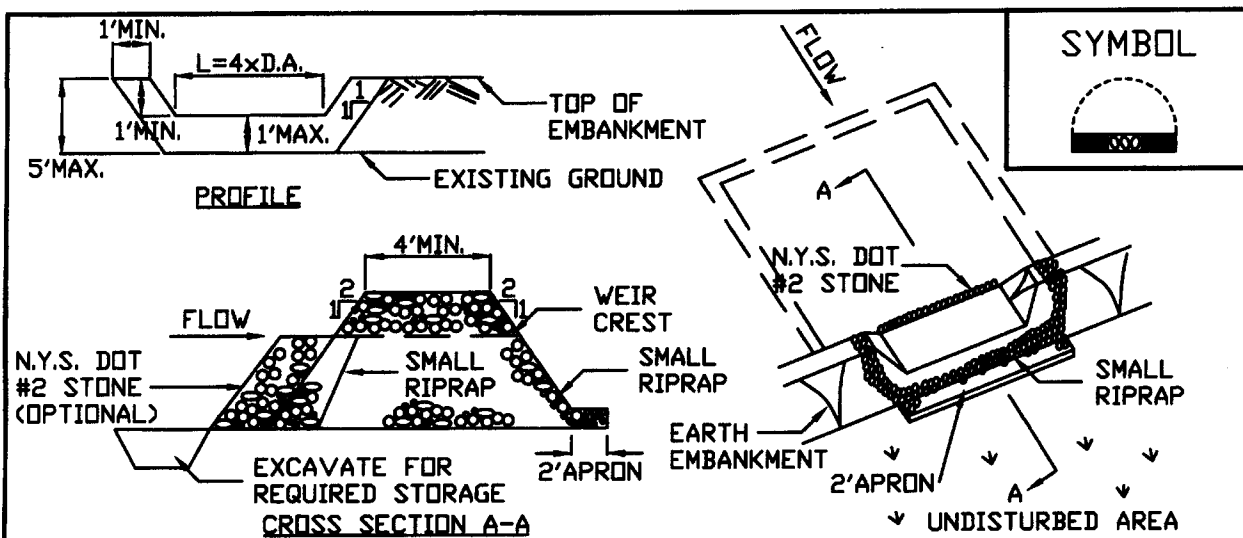 1'MIN.
L=4xD.A.
1
1
TOP OF
EMBANKMENT
1'MIN.
1'MAX.
5'MAX.
EXISTING GROUND
PROFILE
4'MIN.
2
1
2
1
WEIR
CREST
FLOW
N.Y.S. DOT
#2 STONE
(OPTIONAL)
SMALL
RIPRAP
SMALL
RIPRAP
EXCAVATE FOR
REQUIRED STORAGE
2'APRON
CROSS SECTION A-A
FLOW
A
N.Y.S. DOT
#2 STONE
SMALL
RIPRAP
EARTH
EMBANKMENT
2'APRON
A
UNDISTURBED AREA
SYMBOL